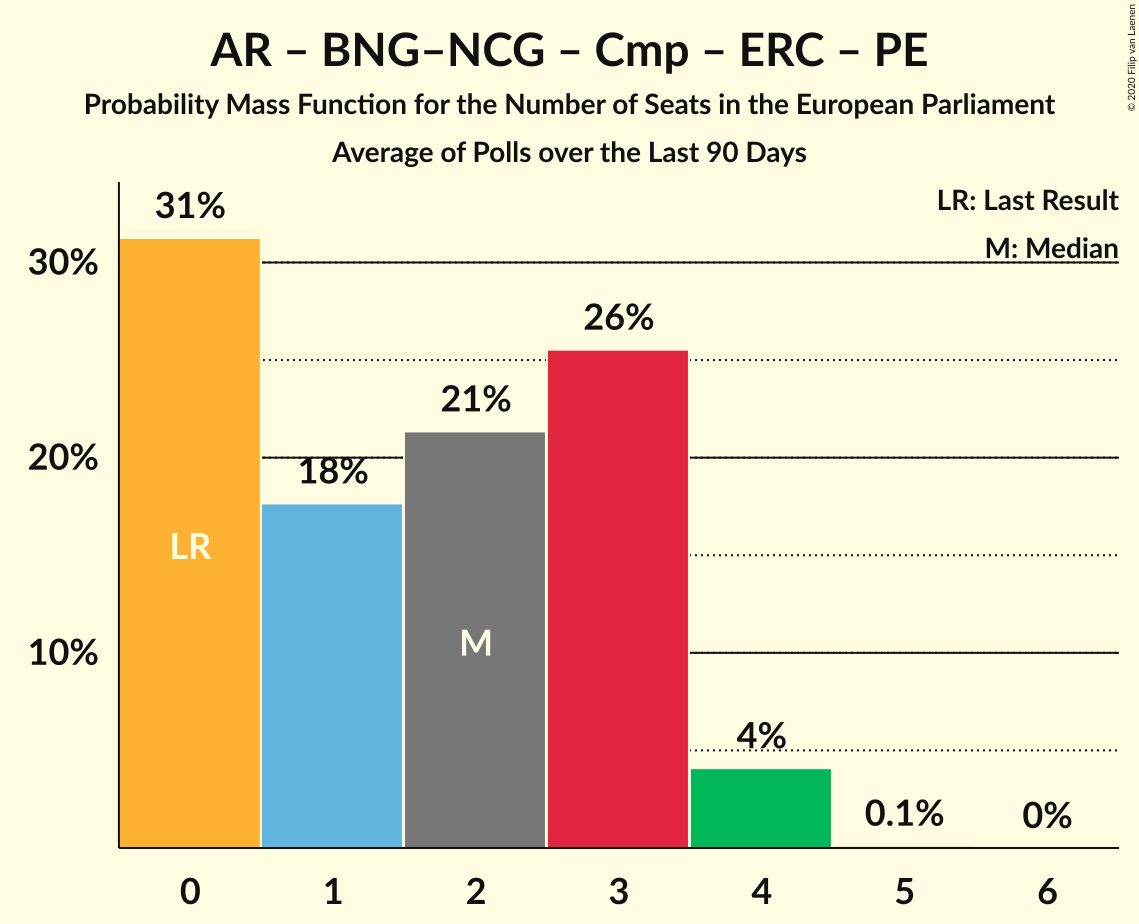 AR – BNG–NCG – Cmp – ERC – PE
Probability Mass Function for the Number of Seats in the European Parliament
Average of Polls over the Last 90 Days
© 2020 Filip van Laenen
LR: Last Result
M: Median
31%
30%
26%
21%
20%
18%
LR
M
10%
4%
0.1%
0%
0 1 2 3 4 5 6